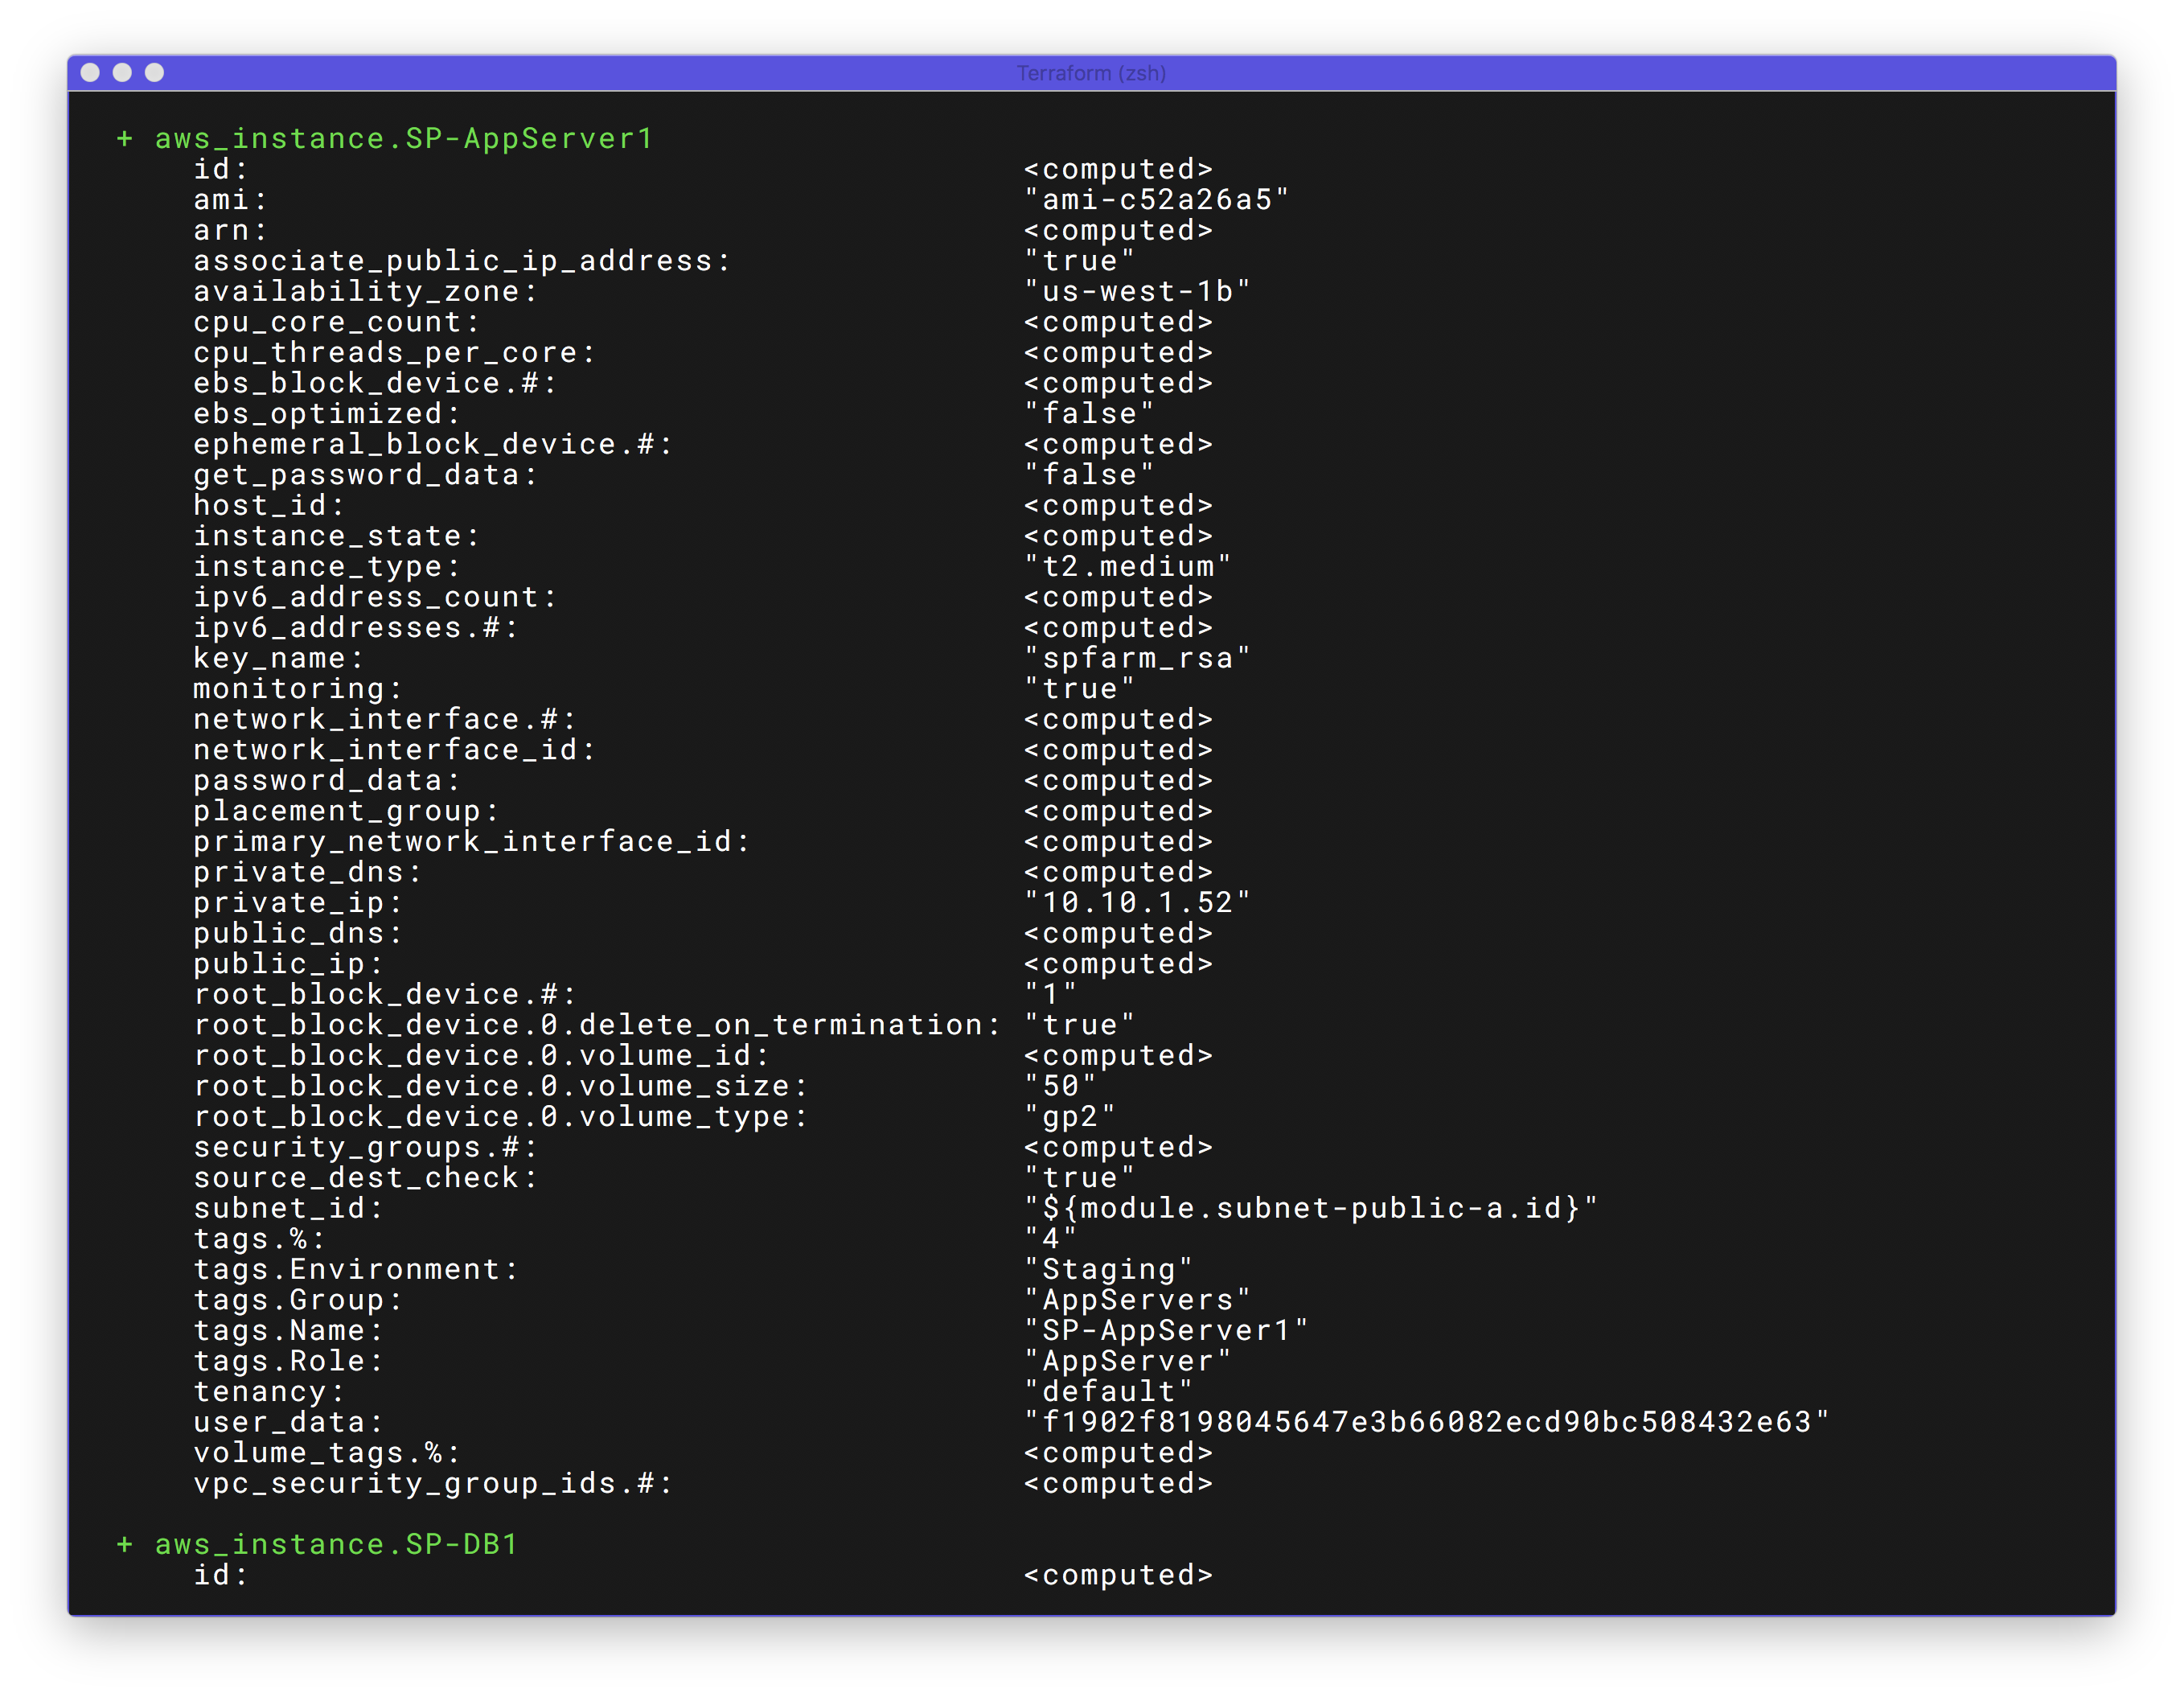 Terraform (zsh)
+ aws_instance.SP-AppServer1
id: <computed>
ami: "ami-c52a26a5"
arn: <computed>
associate_public_ip_address: "true"
availability_zone: "us-west-1b"
cpu_core_count: <computed>
cpu_threads_per_core: <computed>
ebs_block_device.#: <computed>
ebs_optimized: "false"
ephemeral_block_device.#: <computed>
get_password_data: "false"
host_id: <computed>
instance_state: <computed>
instance_type: "t2.medium"
ipv6_address_count: <computed>
ipv6_addresses.#: <computed>
key_name: "spfarm_rsa"
monitoring: "true"
network_interface.#: <computed>
network_interface_id: <computed>
password_data: <computed>
placement_group: <computed>
primary_network_interface_id: <computed>
private_dns: <computed>
private_ip: "10.10.1.52"
public_dns: <computed>
public_ip: <computed>
root_block_device.#: "1"
root_block_device.0.delete_on_termination: "true"
root_block_device.0.volume_id: <computed>
root_block_device.0.volume_size: "50"
root_block_device.0.volume_type: "gp2"
security_groups.#: <computed>
source_dest_check: "true"
subnet_id: "${module.subnet-public-a.id}"
tags.%: "4"
tags.Environment: "Staging"
tags.Group: "AppServers"
tags.Name: "SP-AppServer1"
tags.Role: "AppServer"
tenancy: "default"
user_data: "f1902f8198045647e3b66082ecd90bc508432e63"
volume_tags.%: <computed>
vpc_security_group_ids.#: <computed>
+ aws_instance.SP-DB1
id: <computed>